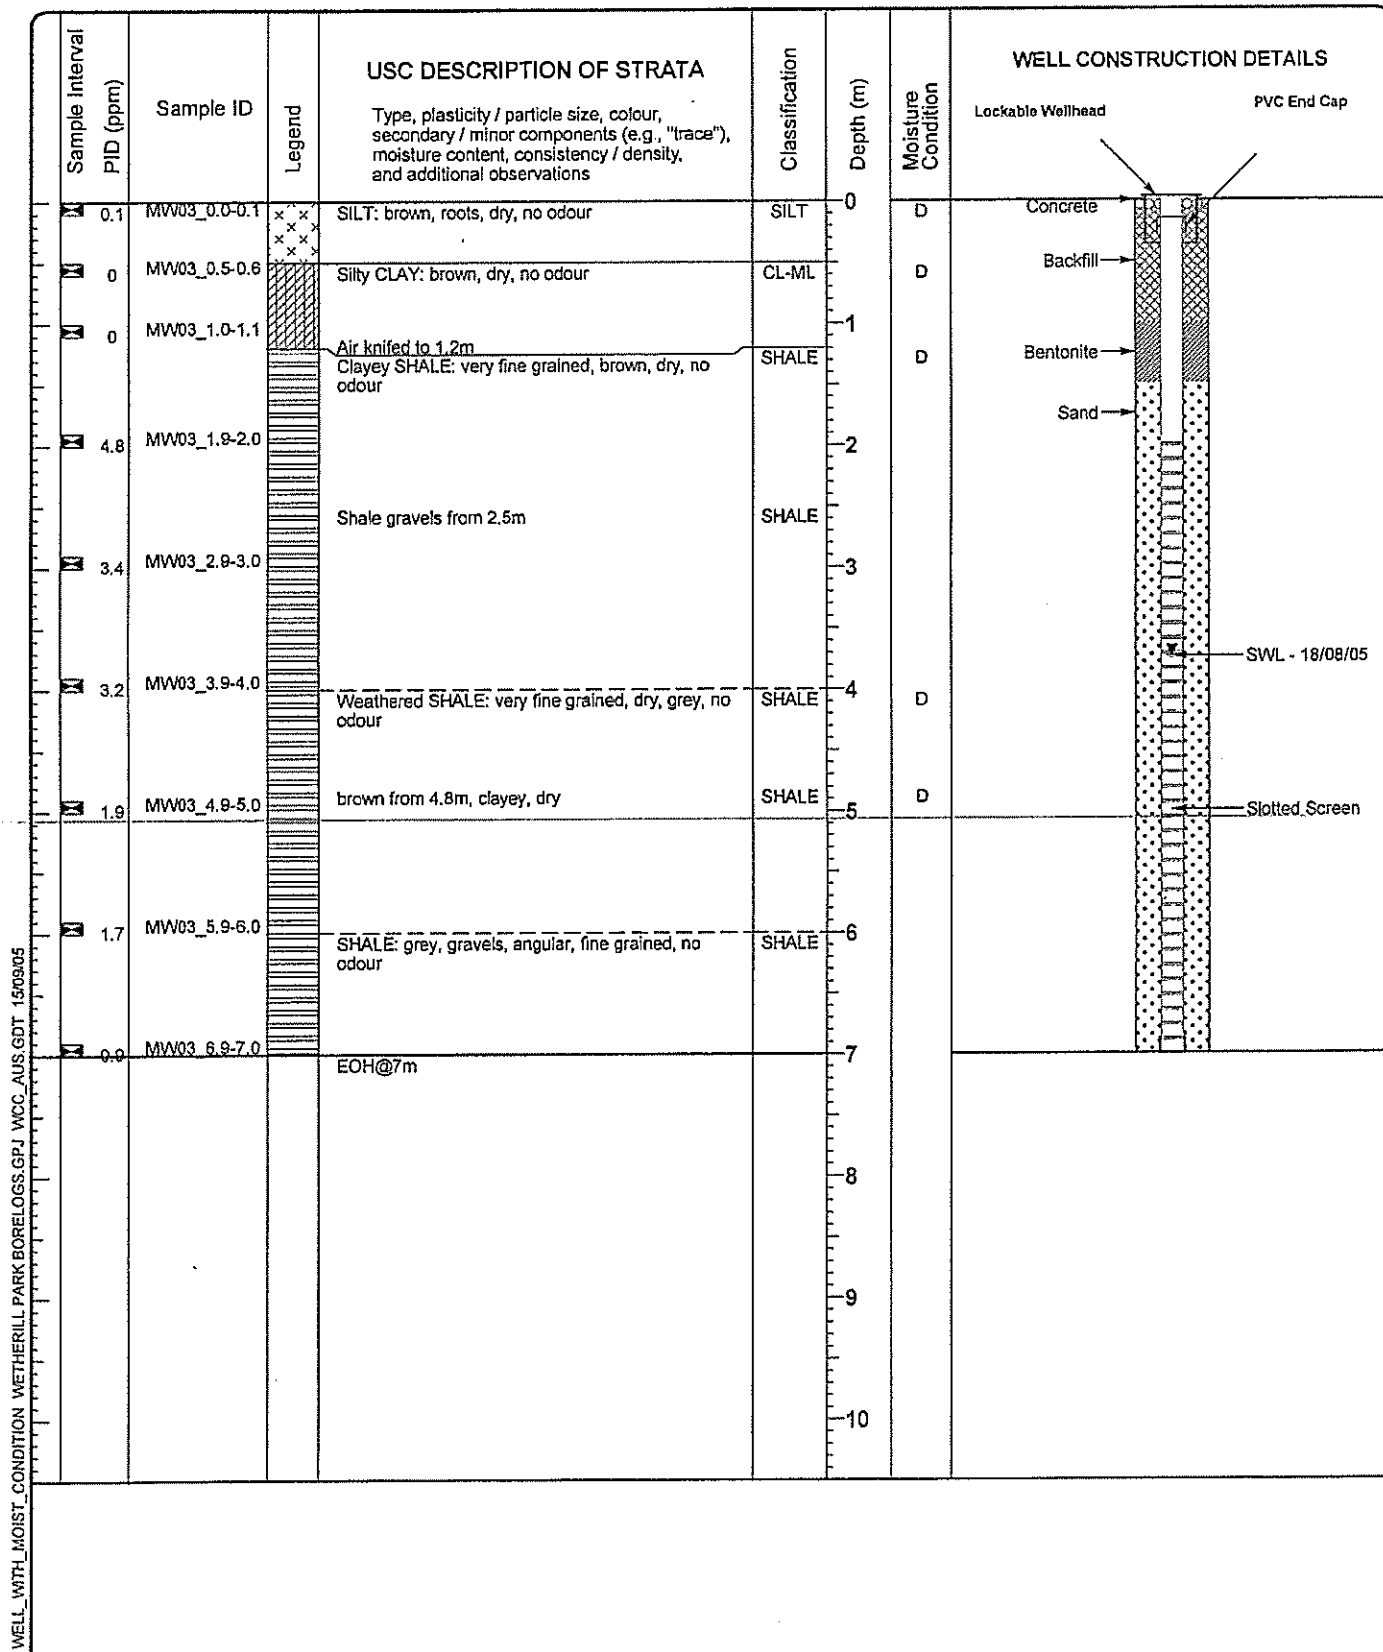 Sample Interval
PID (ppm)
Sample ID
Legend
USC DESCRIPTION OF STRATA
Type, plasticity / particle size, colour,
secondary / minor components (e.g., "trace"),
moisture content, consistency / density,
and additional observations
Classification
Depth (m)
Moisture
Condition
WELL CONSTRUCTION DETAILS
Lockable Wellhead
PVC End Cap
0.1 MW03_0.0-0.1 SILT: brown, roots, dry, no odour SILT 0 D Concrete
0 MW03_0.5-0.6 Silty CLAY: brown, dry, no odour CL-ML D Backfill
0 MW03_1.0-1.1 1
Air knifed to 1.2m
Clayey SHALE: very fine grained, brown, dry, no SHALE D Bentonite
odour
Sand
4.8 MW03_1.9-2.0 2
Shale gravels from 2.5m SHALE
3.4 MW03_2.9-3.0 3
SWL - 18/08/05
3.2 MW03_3.9-4.0 4
Weathered SHALE: very fine grained, dry, grey, no SHALE D
odour
brown from 4.8m, clayey, dry SHALE D
1.9 MW03_4.9-5.0 5 Slotted Screen
1.7 MW03_5.9-6.0 6
SHALE: grey, gravels, angular, fine grained, no SHALE
odour
MW03_6.9-7.0 7
EOH@7m
8
9
10
WELL_WITH_MOIST_CONDITION WETHERILL PARK BORELOGS.GPJ WCC_AUS.GDT 15/09/05